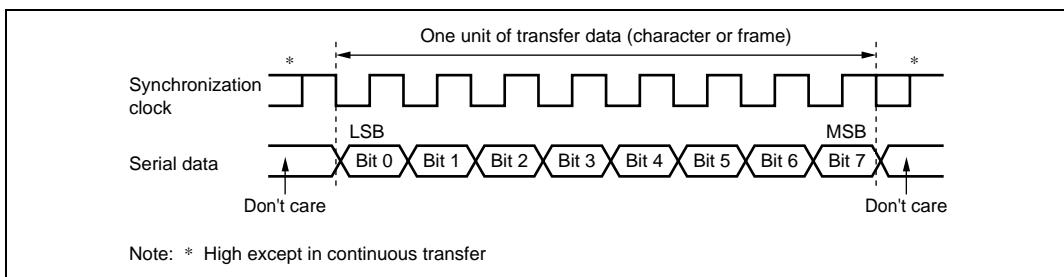 One unit of transfer data (character or frame)
* *
Synchronization
clock
LSB MSB
Serial data Bit 0 Bit 1 Bit 2 Bit 3 Bit 4 Bit 5 Bit 6 Bit 7
Don't care Don't care
Note: * High except in continuous transfer